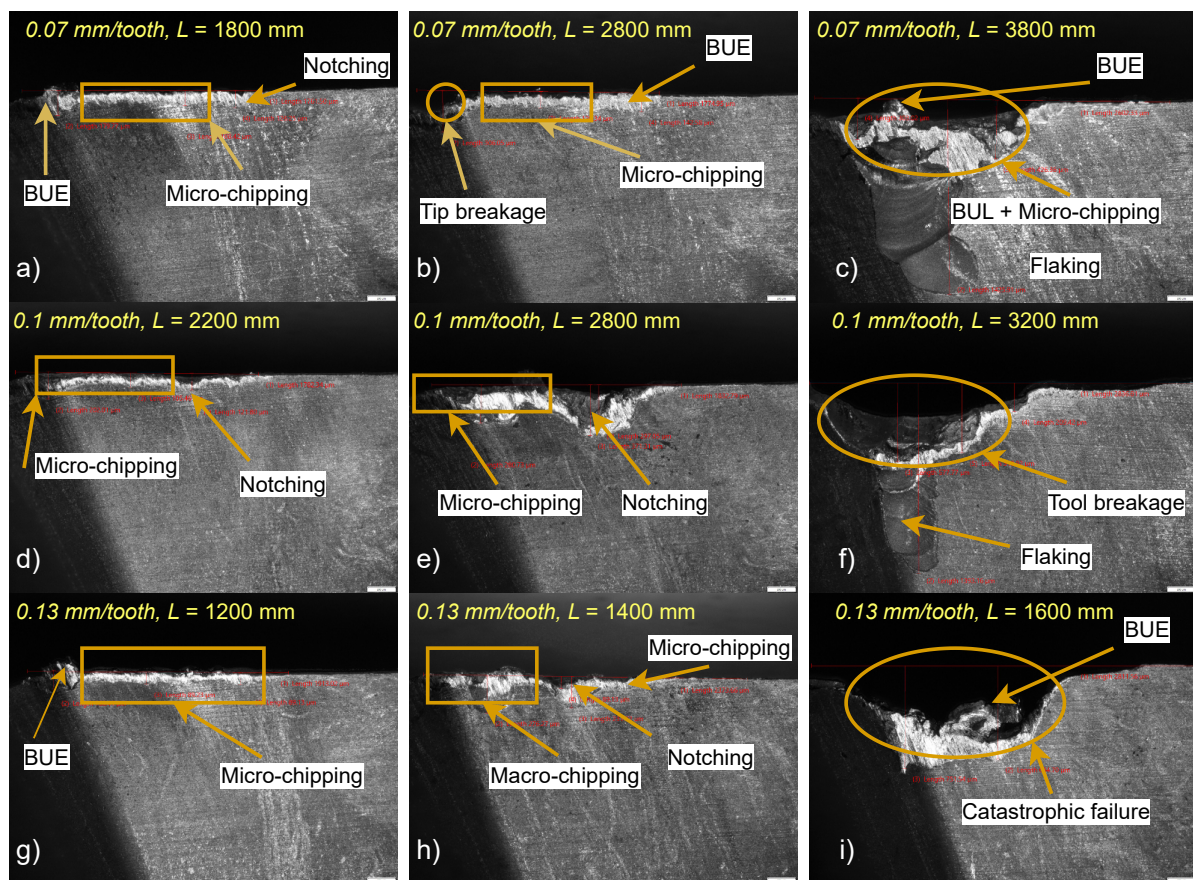 0.07 mm/tooth, L = 1800 mm
Notching
BUE
Micro-chipping
a)
0.07 mm/tooth, L = 2800 mm
BUE
Micro-chipping
Tip breakage
b)
0.07 mm/tooth, L = 3800 mm
BUE
BUL + Micro-chipping
Flaking
c)
0.1 mm/tooth, L = 2200 mm
Micro-chipping
Notching
d)
0.1 mm/tooth, L = 2800 mm
Micro-chipping
Notching
e)
0.1 mm/tooth, L = 3200 mm
Tool breakage
Flaking
f)
0.13 mm/tooth, L = 1200 mm
BUE
Micro-chipping
g)
0.13 mm/tooth, L = 1400 mm
Micro-chipping
Notching
Macro-chipping
h)
0.13 mm/tooth, L = 1600 mm
BUE
Catastrophic failure
i)